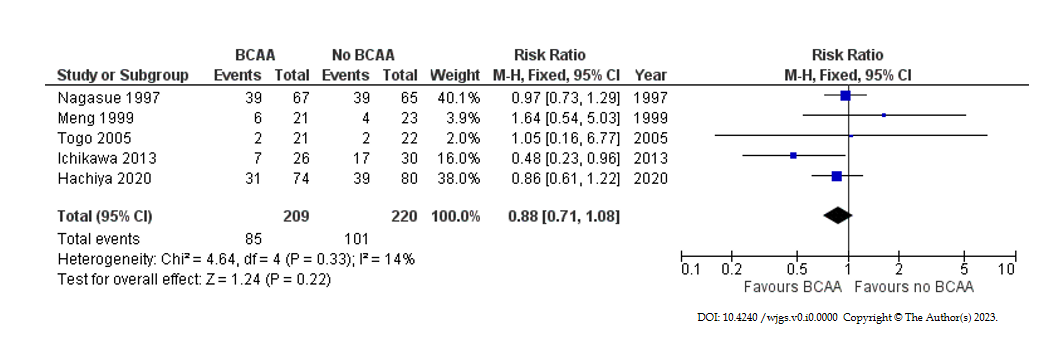 BCAA No BCAA Risk Ratio Risk Ratio
Study or Subgroup Events Total Events Total Weight M-H, Fixed, 95% CI Year M-H, Fixed, 95% CI
Nagasue 1997 39 67 39 65 40.1% 0.97 [0.73, 1.29] 1997
Meng 1999 6 21 4 23 3.9% 1.64 [0.54, 5.03] 1999
Togo 2005 2 21 2 22 2.0% 1.05 [0.16, 6.77] 2005
Ichikawa 2013 7 26 17 30 16.0% 0.48 [0.23, 0.96] 2013
Hachiya 2020 31 74 39 80 38.0% 0.86 [0.61, 1.22] 2020
Total (95% CI) 209 220 100.0% 0.88 [0.71, 1.08]
Total events 85 101
Heterogeneity: Chi² = 4.64, df = 4 (P = 0.33); I² = 14%
Test for overall effect: Z = 1.24 (P = 0.22)
0.1 0.2 0.5 1 2 5 10
Favours BCAA Favours no BCAA
DOI: 10.4240 /wjgs.v0.i0.0000 Copyright © The Author(s) 2023.